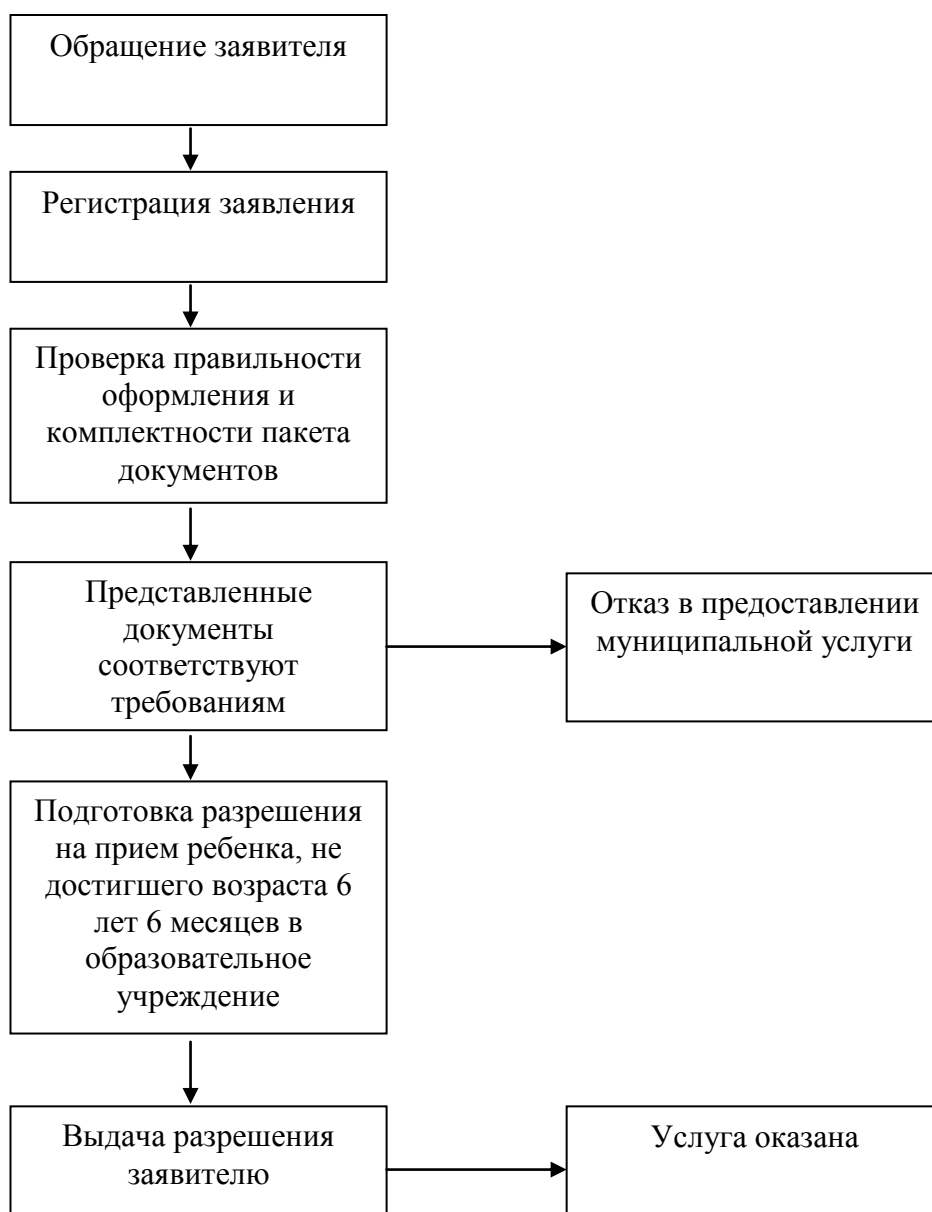 Обращение заявителя
Регистрация заявления
Проверка правильности
оформления и
комплектности пакета
документов
Представленные
документы
соответствуют
требованиям
Отказ в предоставлении
муниципальной услуги
Подготовка разрешения
на прием ребенка, не
достигшего возраста 6
лет 6 месяцев в
образовательное
учреждение
Выдача разрешения
заявителю
Услуга оказана